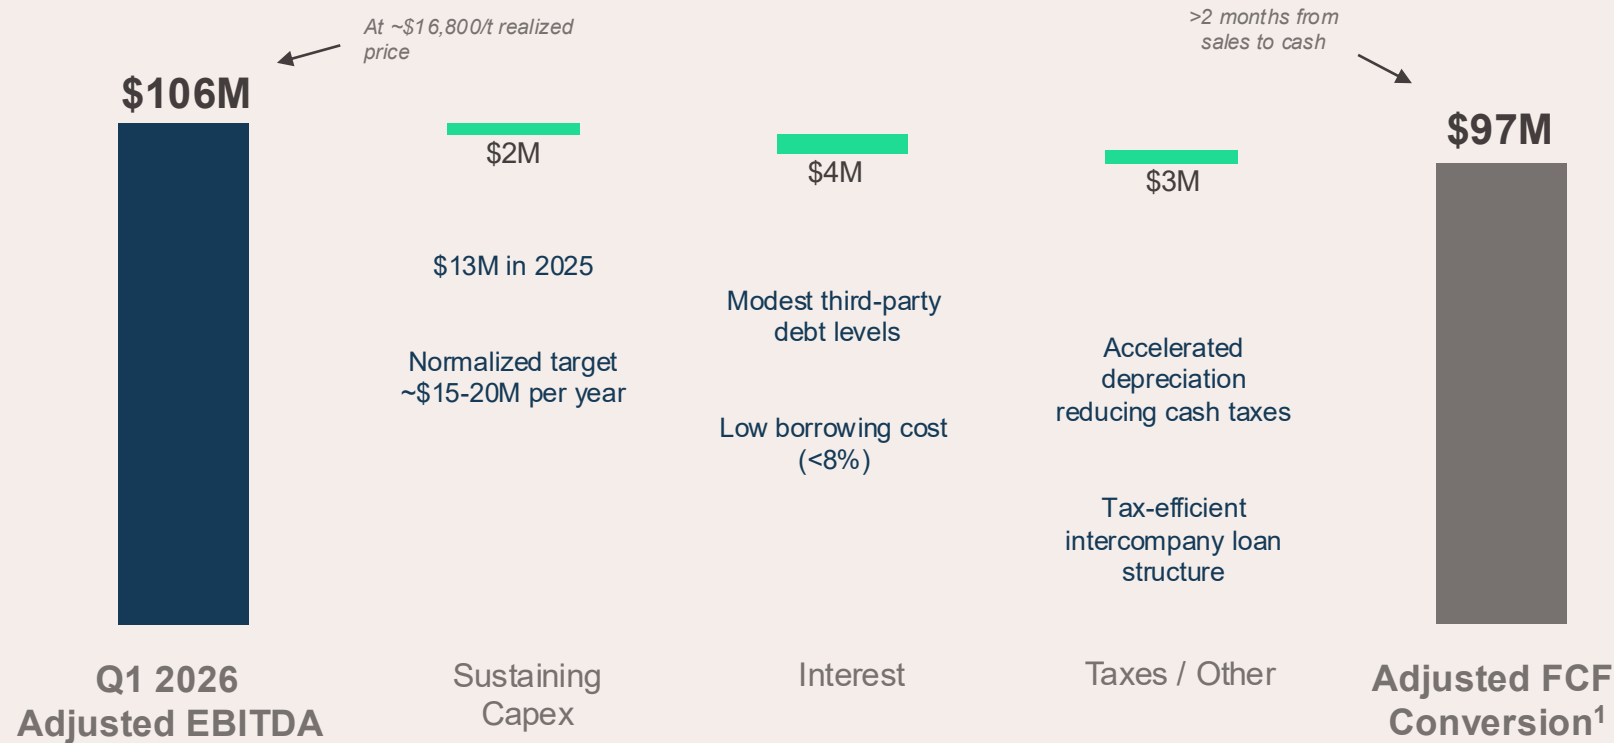 At ~$16,800/t realized
price
>2 months from
sales to cash
$106M
$2M
$4M
$3M
$97M
$13M in 2025
Normalized target
~$15-20M per year
Modest third-party
debt levels
Low borrowing cost
(<8%)
Accelerated
depreciation
reducing cash taxes
Tax-efficient
intercompany loan
structure
Q1 2026
Adjusted EBITDA
Sustaining
Capex
Interest
Taxes / Other
Adjusted FCF
Conversion¹